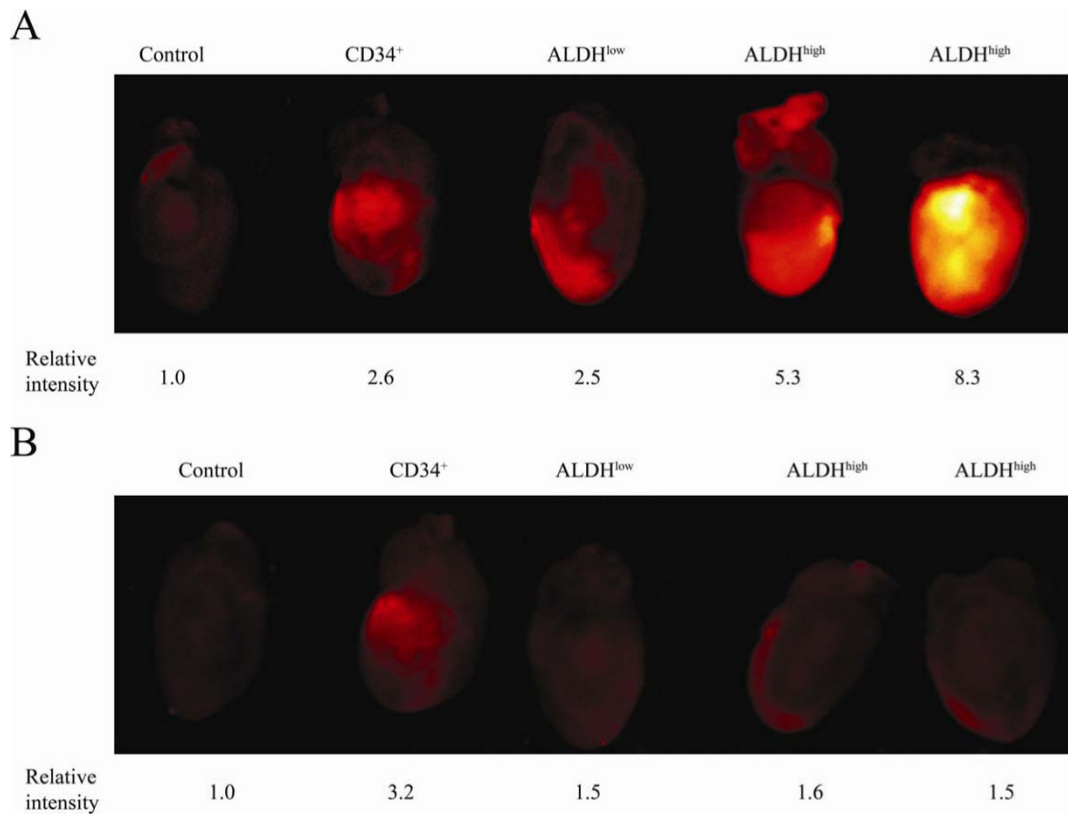 A
Control CD34⁺ ALDHˡᵒʷ ALDHʰⁱᵍʰ ALDHʰⁱᵍʰ
Relative
intensity 1.0 2.6 2.5 5.3 8.3
B
Control CD34⁺ ALDHˡᵒʷ ALDHʰⁱᵍʰ ALDHʰⁱᵍʰ
Relative
intensity 1.0 3.2 1.5 1.6 1.5